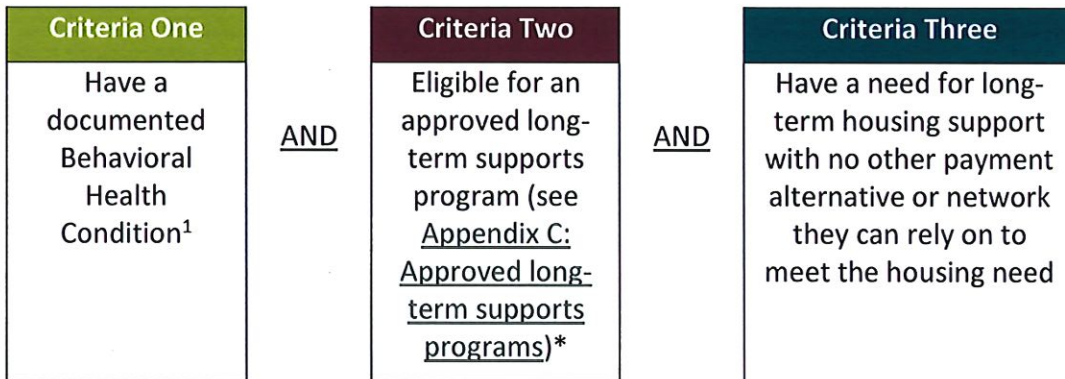 Criteria One
Have a
documented
Behavioral
Health
Condition¹
AND
Criteria Two
Eligible for an
approved long-
term supports
program (see
Appendix C:
Approved long-
term supports
programs)*
AND
Criteria Three
Have a need for long-
term housing support
with no other payment
alternative or network
they can rely on to
meet the housing need